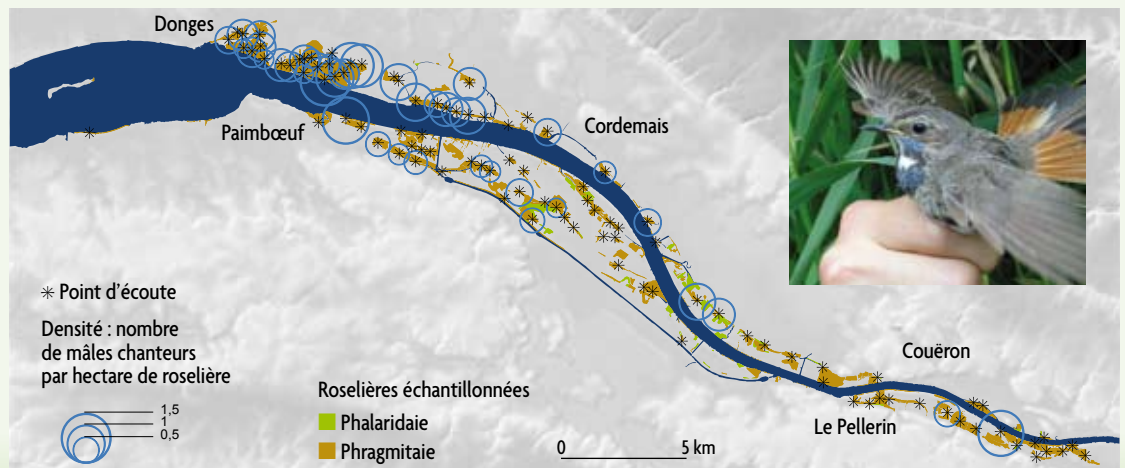 Donges
Paimbœuf
Cordemais
Couëron
Le Pellerin
Point d'écoute
Densité : nombre
de mâles chanteurs
par hectare de roselière
1,5
1
0,5
Roselières échantillonnées
Phalaridaie
Phragmitaie
0 5 km